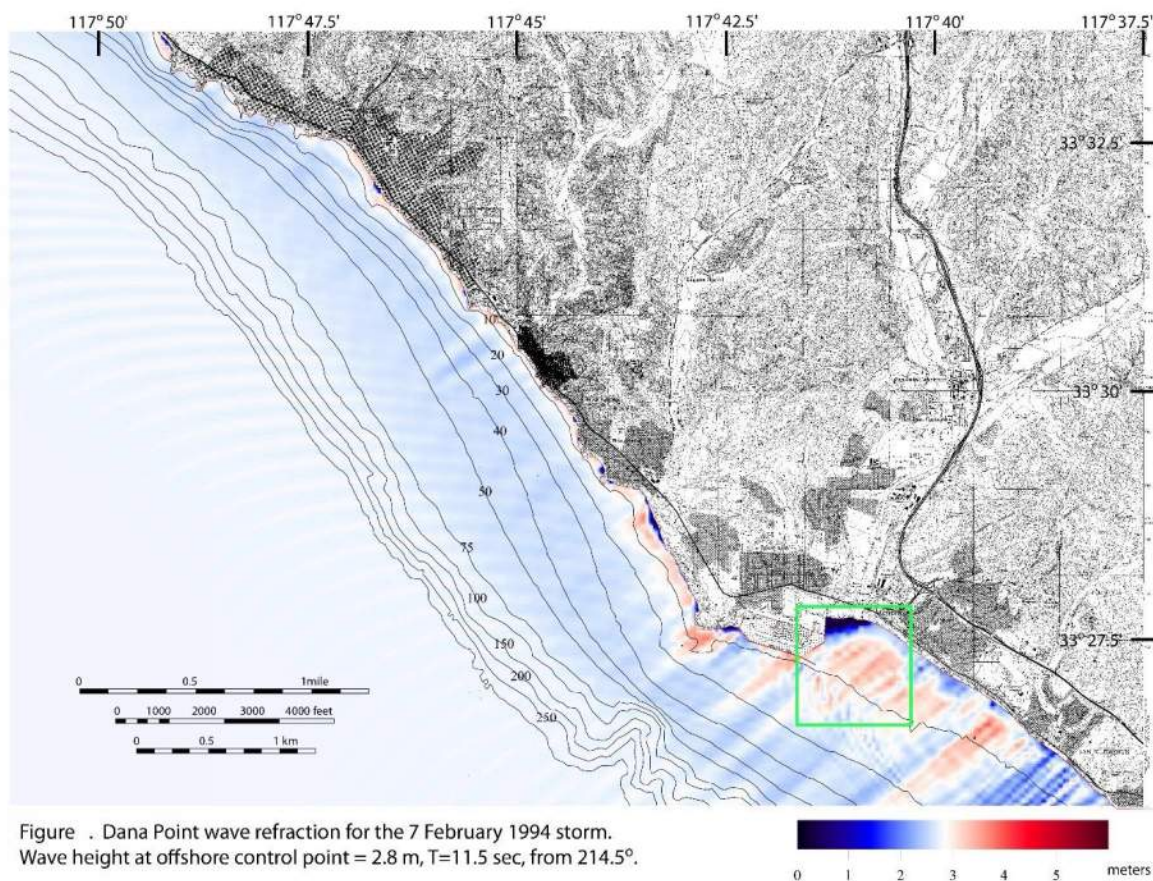 117° 50' 117° 47.5' 117° 45' 117° 42.5' 117° 40' 117° 37.5'
33° 32.5'
33° 30'
33° 27.5'
10
20
30
40
50
75
100
150
200
250
0 0.5 1mile
0 1000 2000 3000 4000 feet
0 0.5 1 km
Figure . Dana Point wave refraction for the 7 February 1994 storm.
Wave height at offshore control point = 2.8 m, T=11.5 sec, from 214.5°.
0 1 2 3 4 5 meters